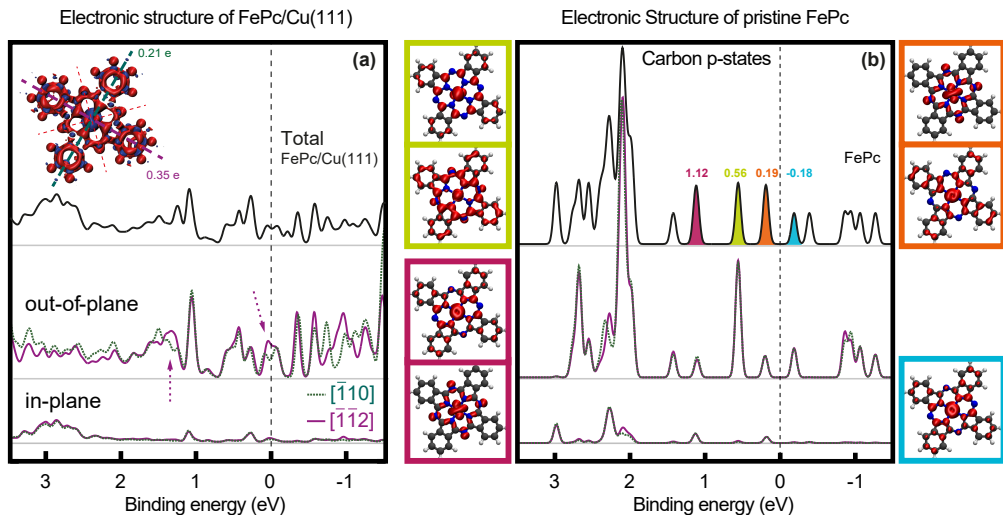 Electronic structure of FePc/Cu(111)
Electronic Structure of pristine FePc
0.21 e
(a)
Total
FePc/Cu(111)
0.35 e
out-of-plane
in-plane
[1̅10]
[1̅1̅2]
3 2 1 0 -1
Binding energy (eV)
Carbon p-states
(b)
FePc
1.12 0.56 0.19 -0.18
3 2 1 0 -1
Binding energy (eV)